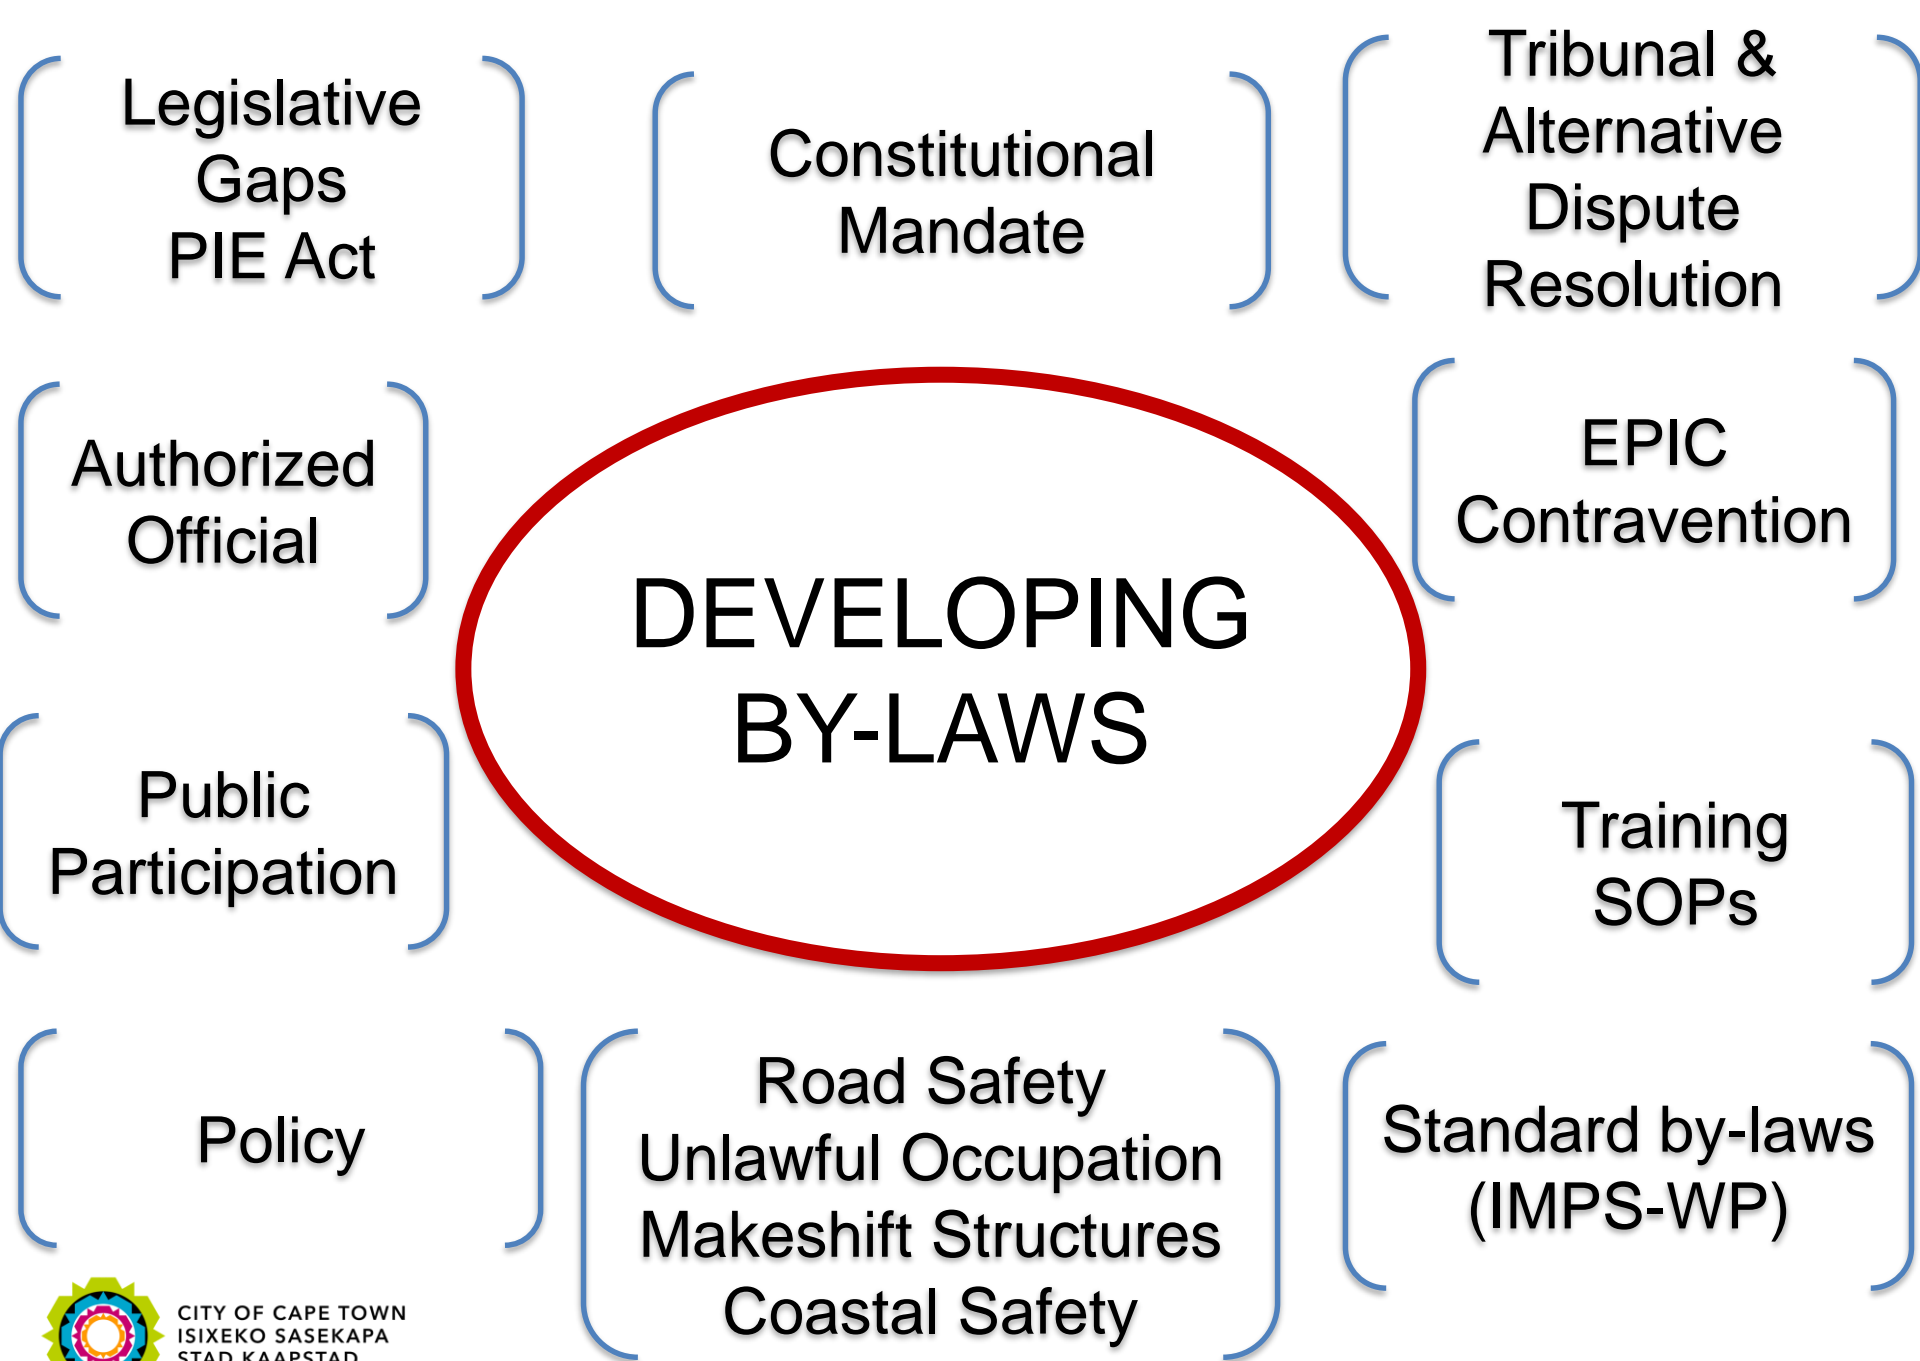 Legislative
Gaps
PIE Act
Constitutional
Mandate
Tribunal &
Alternative
Dispute
Resolution
Authorized
Official
EPIC
Contravention
DEVELOPING
BY-LAWS
Public
Participation
Training
SOPs
Policy
Road Safety
Unlawful Occupation
Makeshift Structures
Coastal Safety
Standard by-laws
(IMPS-WP)
CITY OF CAPE TOWN
ISIXEKO SASEKAPA
STAD KAAPSTAD